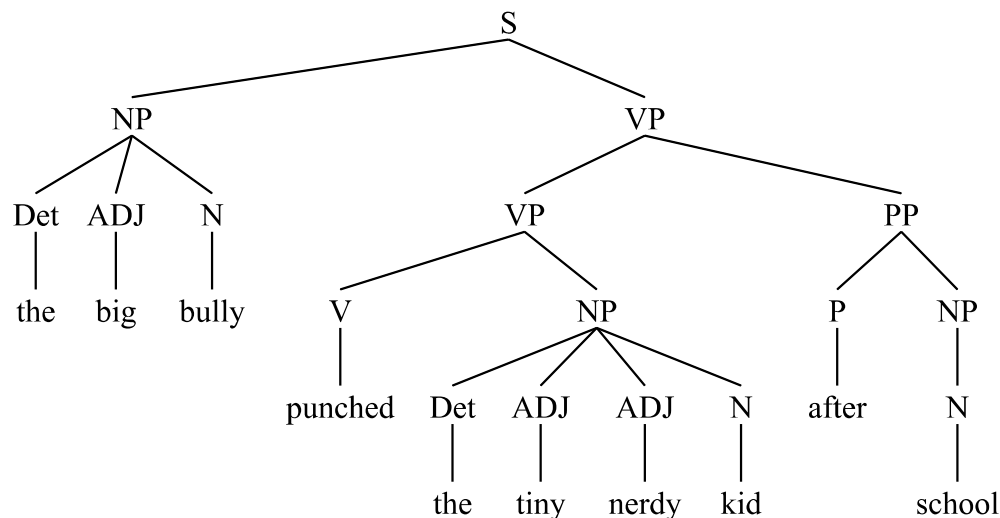 S
NP VP
Det ADJ N VP PP
the big bully V NP P NP
punched Det ADJ ADJ N after N
the tiny nerdy kid school